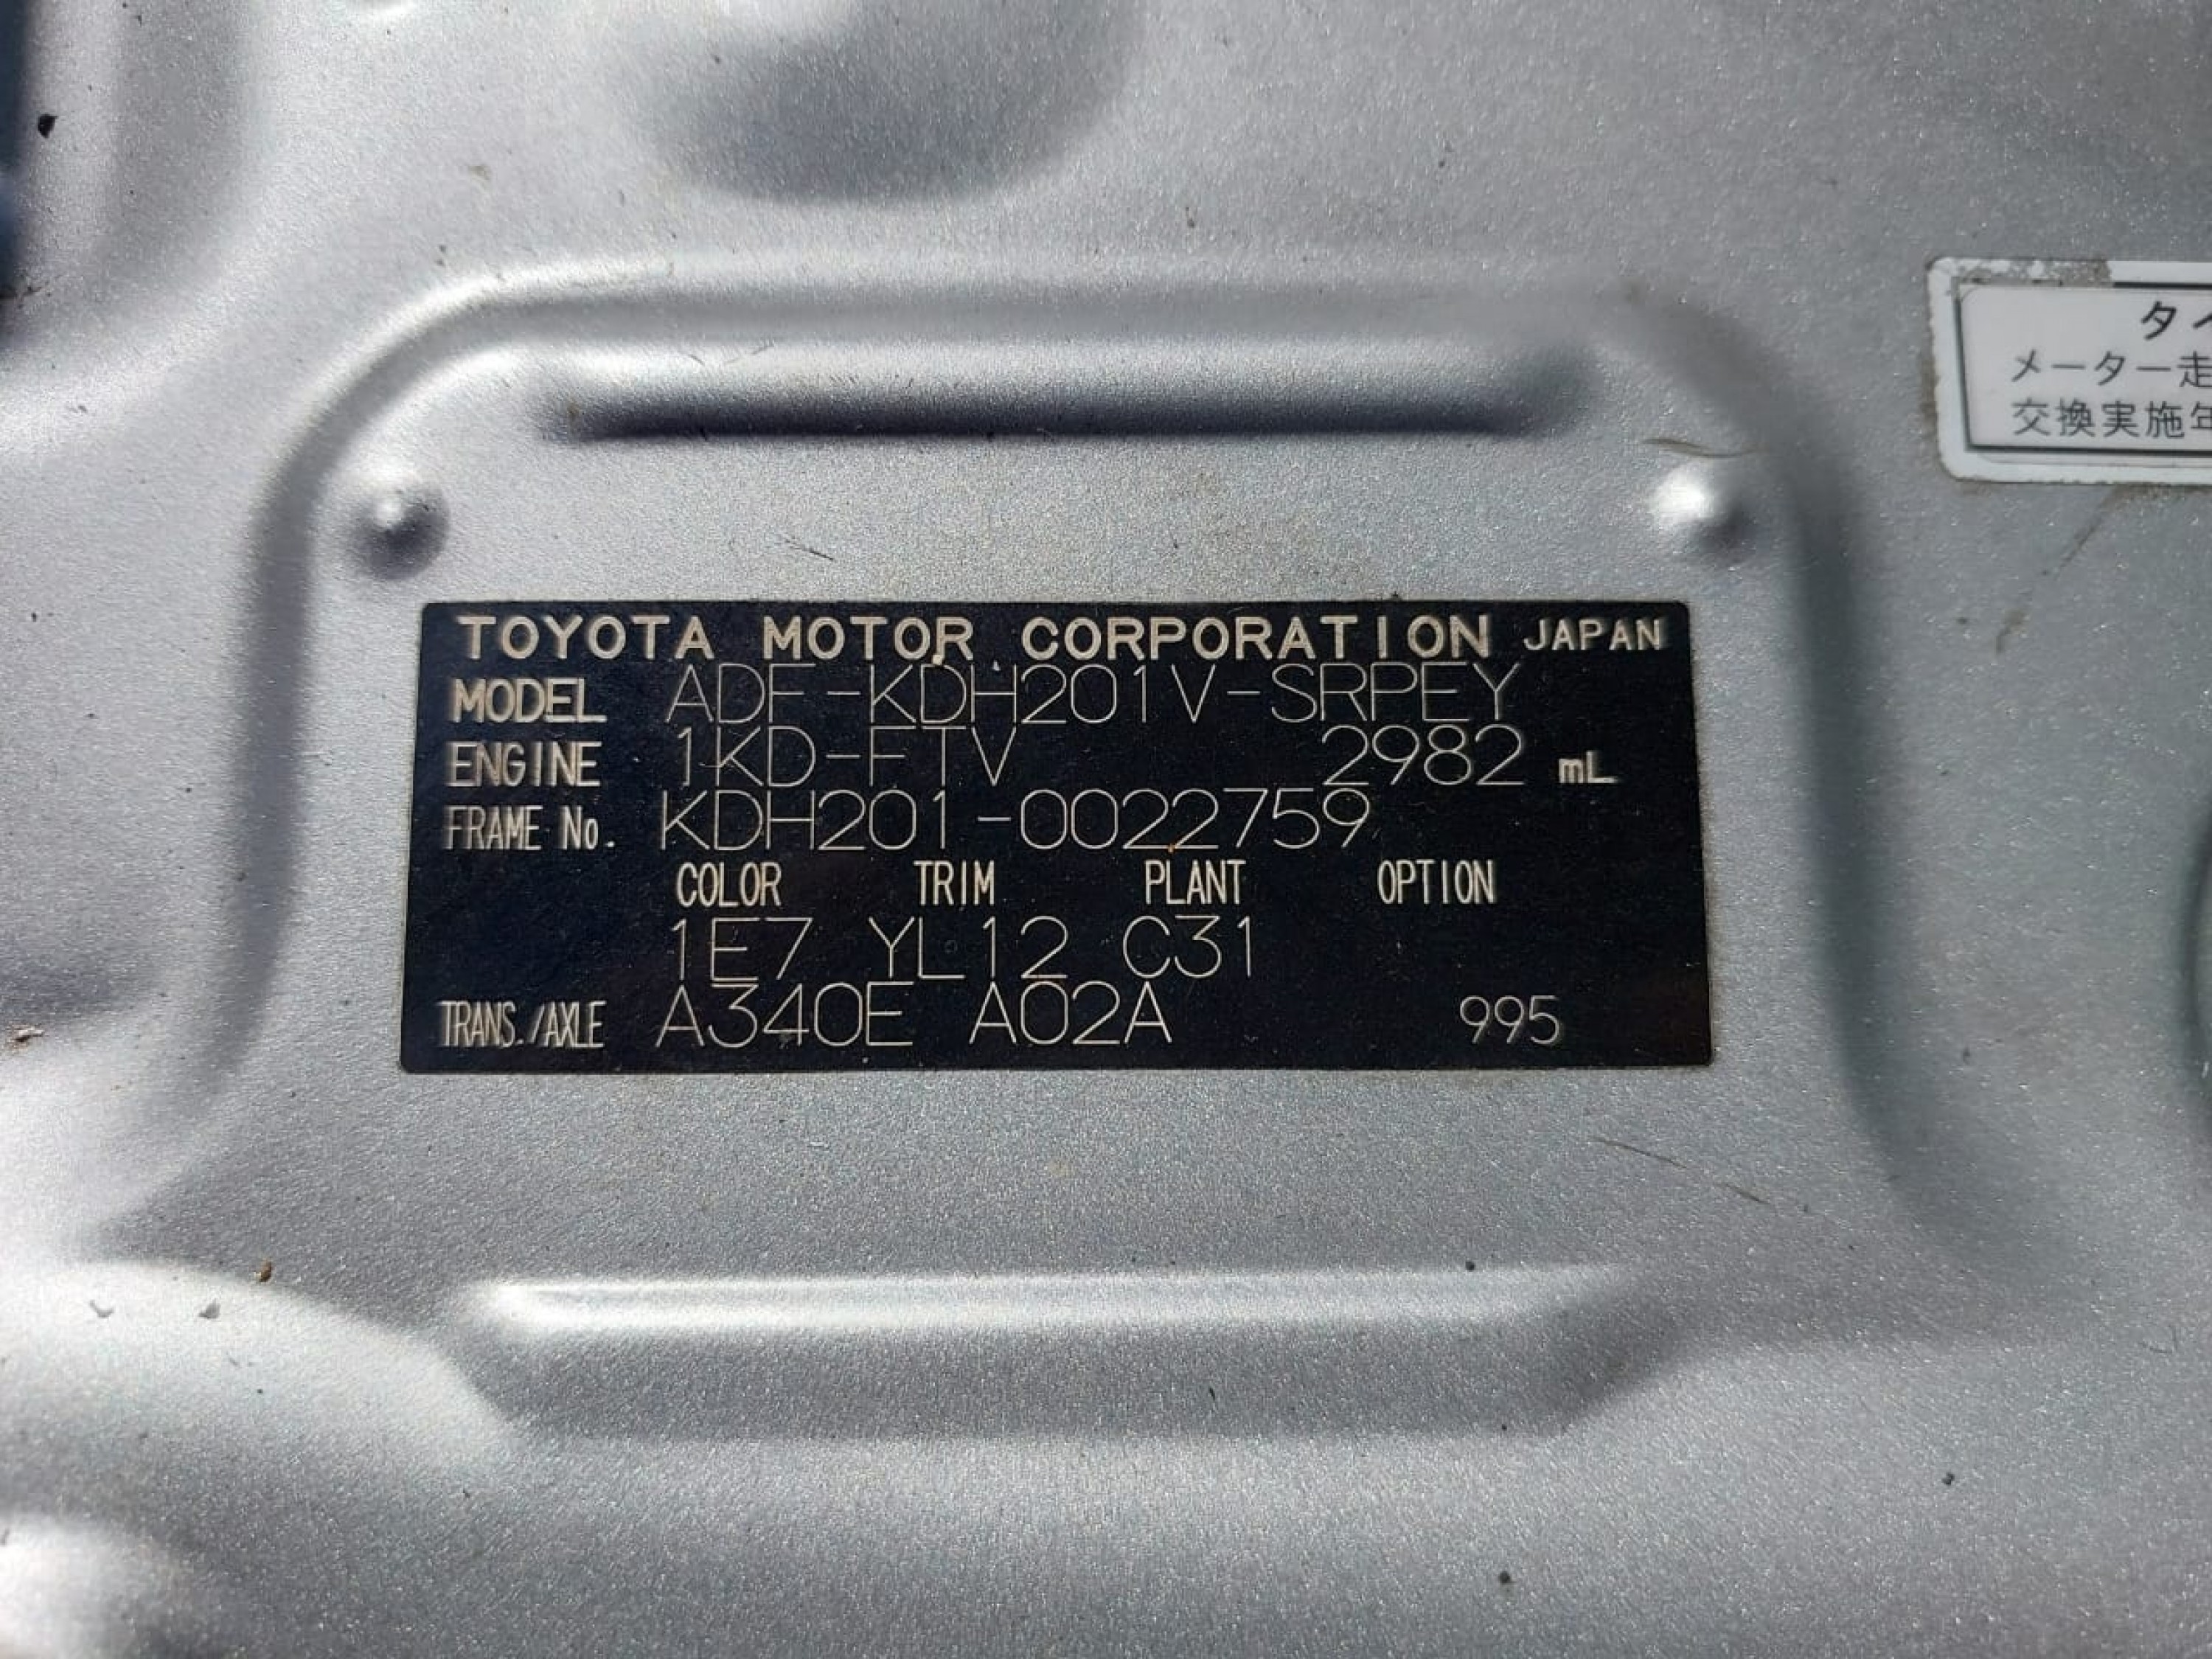 TOYOTA MOTOR CORPORATION JAPAN
MODEL ADF-KDH201V-SRPEY
ENGINE 1KD-FTV 2982 mL
FRAME No. KDH201-0022759
COLOR TRIM PLANT OPTION
1E7 YL12 C31
TRANS./AXLE A340E A02A 995
タイ
メーター走
交換実施年